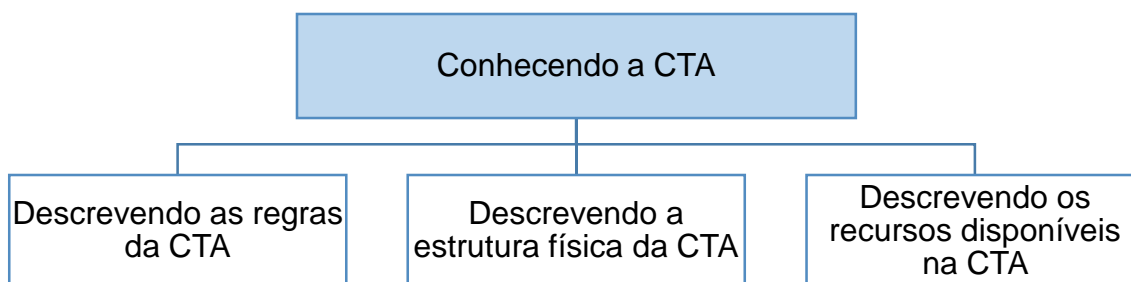 Conhecendo a CTA
Descrevendo as regras
da CTA
Descrevendo a
estrutura física da CTA
Descrevendo os
recursos disponíveis
na CTA